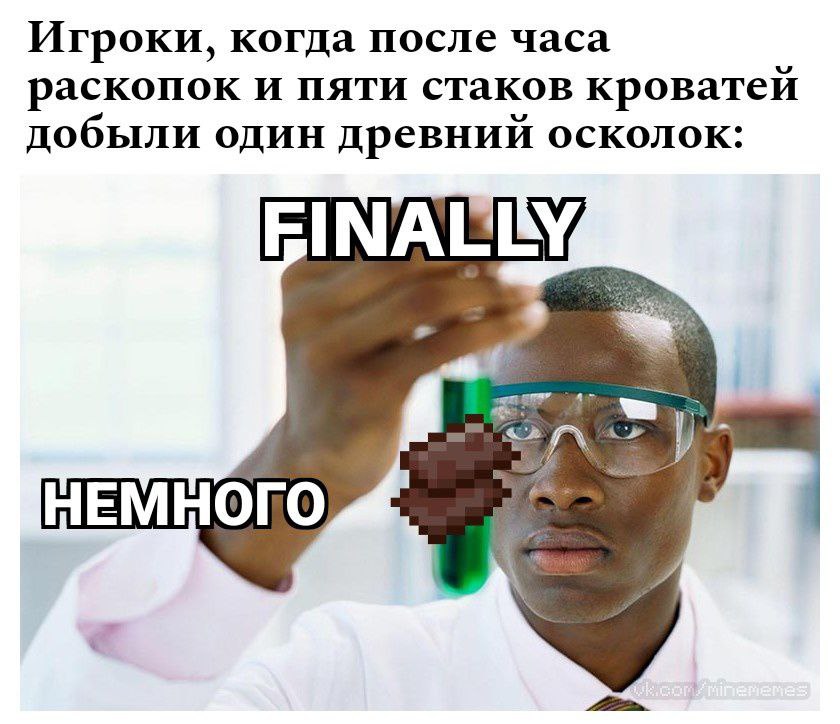 Игроки, когда после часа
раскопок и пяти стаков кроватей
добыли один древний осколок:
FINALLY
НЕМНОГО
vk.com/minememes